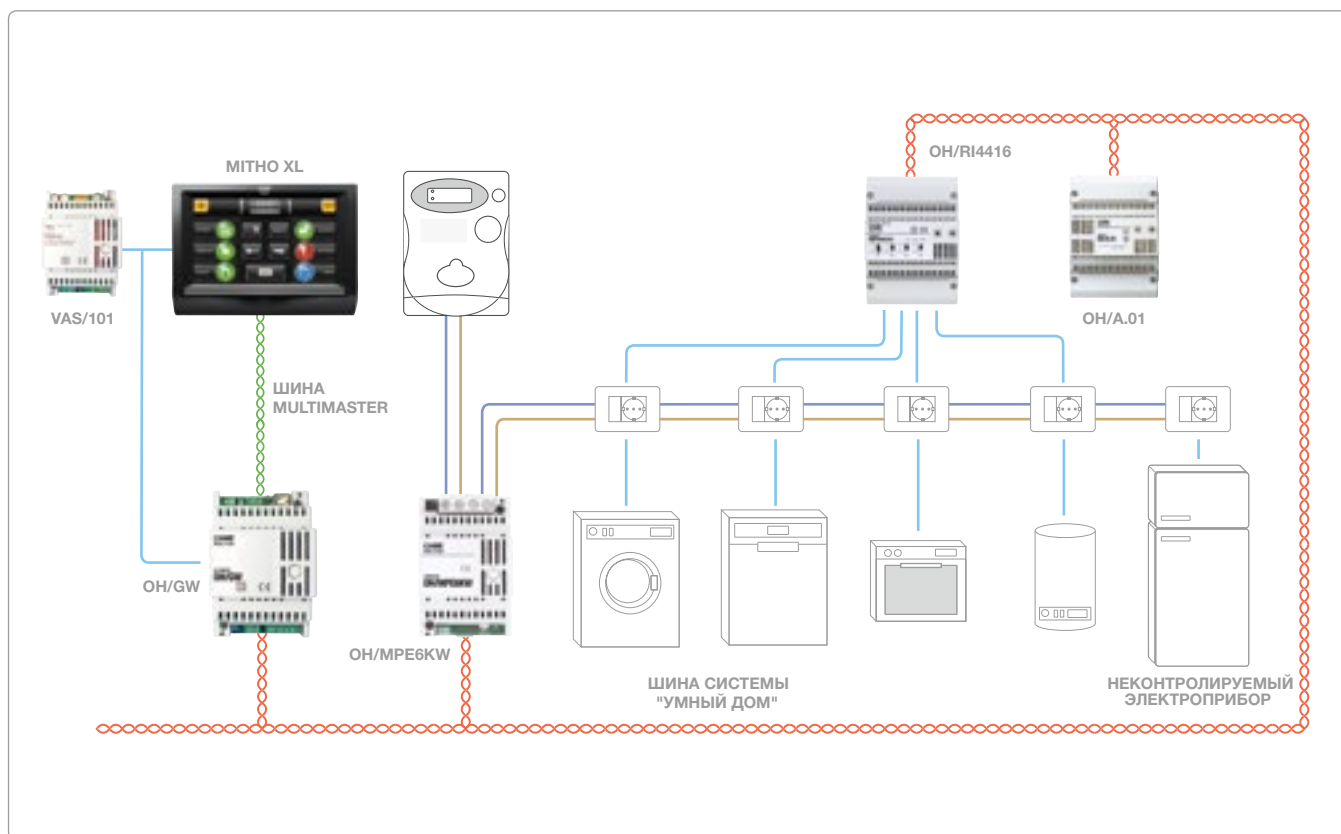 MITHO XL
OH/RI4416
VAS/101
OH/A.01
ШИНА
MULTIMASTER
OH/GW
OH/MPE6KW
ШИНА СИСТЕМЫ
"УМНЫЙ ДОМ"
НЕКОНТРОЛИРУЕМЫЙ
ЭЛЕКТРОПРИБОР